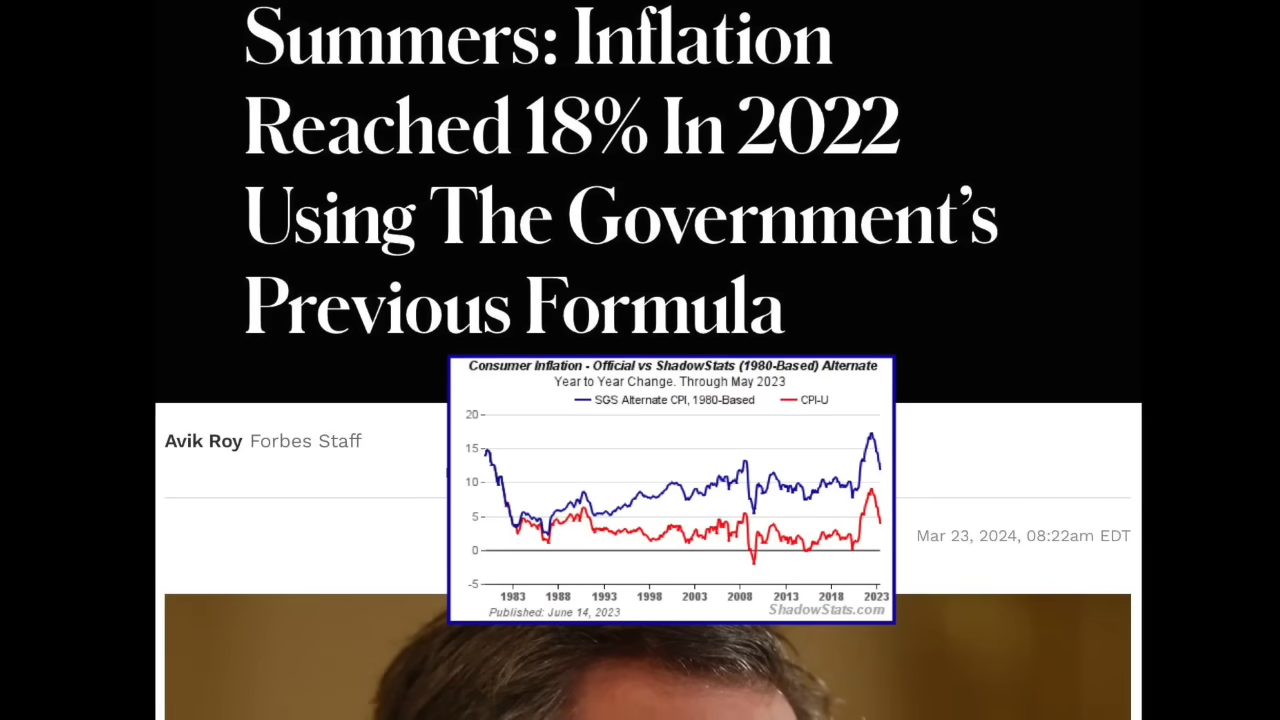 Summers: Inflation
Reached 18% In 2022
Using The Government’s
Previous Formula
Consumer Inflation - Official vs ShadowStats (1980-Based) Alternate
Year to Year Change. Through May 2023
SGS Alternate CPI, 1980-Based CPI-U
20
15
10
5
0
-5
1983 1988 1993 1998 2003 2008 2013 2018 2023
Published: June 14, 2023 ShadowStats.com
Avik Roy Forbes Staff
Mar 23, 2024, 08:22am EDT